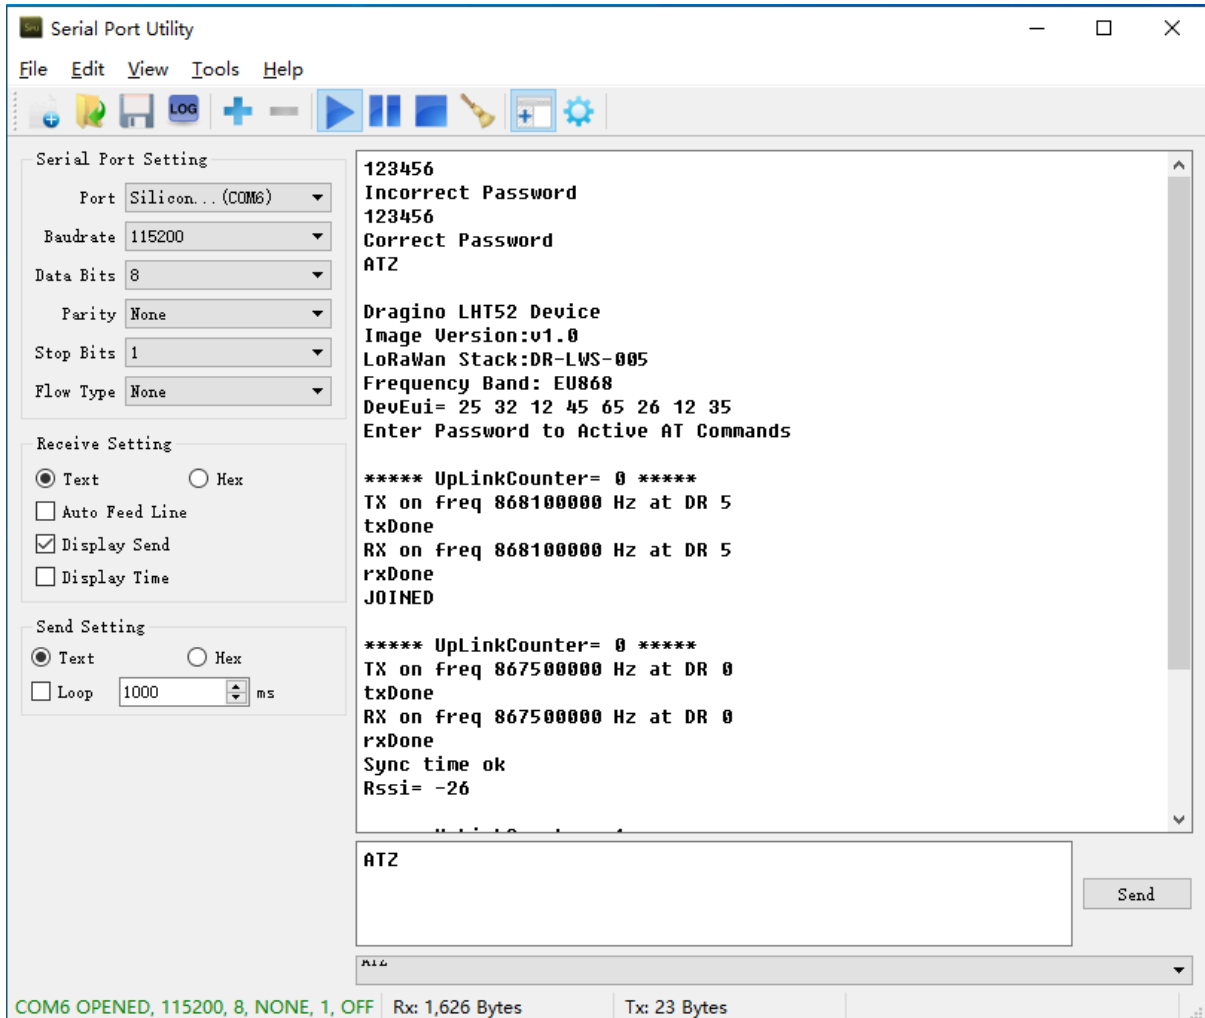 Serial Port Utility
File Edit View Tools Help
LOG
Serial Port Setting
Port Silicon...(COM6)
Baudrate 115200
Data Bits 8
Parity None
Stop Bits 1
Flow Type None
Receive Setting
Text Hex
Auto Feed Line
Display Send
Display Time
Send Setting
Text Hex
Loop 1000 ms
123456
Incorrect Password
123456
Correct Password
ATZ
Dragino LHT52 Device
Image Version:v1.0
LoRaWan Stack:DR-LWS-005
Frequency Band: EU868
DevEui= 25 32 12 45 65 26 12 35
Enter Password to Active AT Commands
***** UpLinkCounter= 0 *****
TX on freq 868100000 Hz at DR 5
txDone
RX on freq 868100000 Hz at DR 5
rxDone
JOINED
***** UpLinkCounter= 0 *****
TX on freq 867500000 Hz at DR 0
txDone
RX on freq 867500000 Hz at DR 0
rxDone
Sync time ok
Rssi= -26
ATZ
Send
ATZ
COM6 OPENED, 115200, 8, NONE, 1, OFF Rx: 1,626 Bytes Tx: 23 Bytes